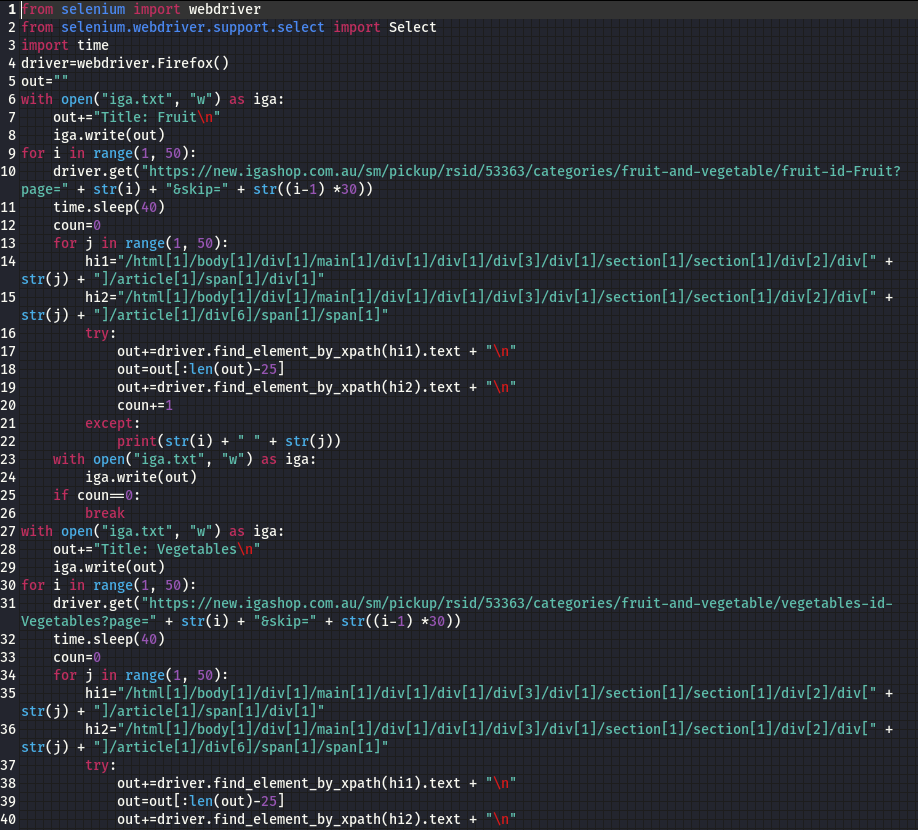 1 from selenium import webdriver
2 from selenium.webdriver.support.select import Select
3 import time
4 driver=webdriver.Firefox()
5 out=""
6 with open("iga.txt", "w") as iga:
7     out+="Title: Fruit\n"
8     iga.write(out)
9 for i in range(1, 50):
10     driver.get("https://new.igashop.com.au/sm/pickup/rsid/53363/categories/fruit-and-vegetable/fruit-id-Fruit?
page=" + str(i) + "&skip=" + str((i-1) *30))
11     time.sleep(40)
12     coun=0
13     for j in range(1, 50):
14         hi1="/html[1]/body[1]/div[1]/main[1]/div[1]/div[1]/div[3]/div[1]/section[1]/section[1]/div[2]/div[" +
str(j) + "]/article[1]/span[1]/div[1]"
15         hi2="/html[1]/body[1]/div[1]/main[1]/div[1]/div[1]/div[3]/div[1]/section[1]/section[1]/div[2]/div[" +
str(j) + "]/article[1]/div[6]/span[1]/span[1]"
16         try:
17             out+=driver.find_element_by_xpath(hi1).text + "\n"
18             out=out[:len(out)-25]
19             out+=driver.find_element_by_xpath(hi2).text + "\n"
20             coun+=1
21         except:
22             print(str(i) + " " + str(j))
23     with open("iga.txt", "w") as iga:
24         iga.write(out)
25     if coun==0:
26         break
27 with open("iga.txt", "w") as iga:
28     out+="Title: Vegetables\n"
29     iga.write(out)
30 for i in range(1, 50):
31     driver.get("https://new.igashop.com.au/sm/pickup/rsid/53363/categories/fruit-and-vegetable/vegetables-id-
Vegetables?page=" + str(i) + "&skip=" + str((i-1) *30))
32     time.sleep(40)
33     coun=0
34     for j in range(1, 50):
35         hi1="/html[1]/body[1]/div[1]/main[1]/div[1]/div[1]/div[3]/div[1]/section[1]/section[1]/div[2]/div[" +
str(j) + "]/article[1]/span[1]/div[1]"
36         hi2="/html[1]/body[1]/div[1]/main[1]/div[1]/div[1]/div[3]/div[1]/section[1]/section[1]/div[2]/div[" +
str(j) + "]/article[1]/div[6]/span[1]/span[1]"
37         try:
38             out+=driver.find_element_by_xpath(hi1).text + "\n"
39             out=out[:len(out)-25]
40             out+=driver.find_element_by_xpath(hi2).text + "\n"